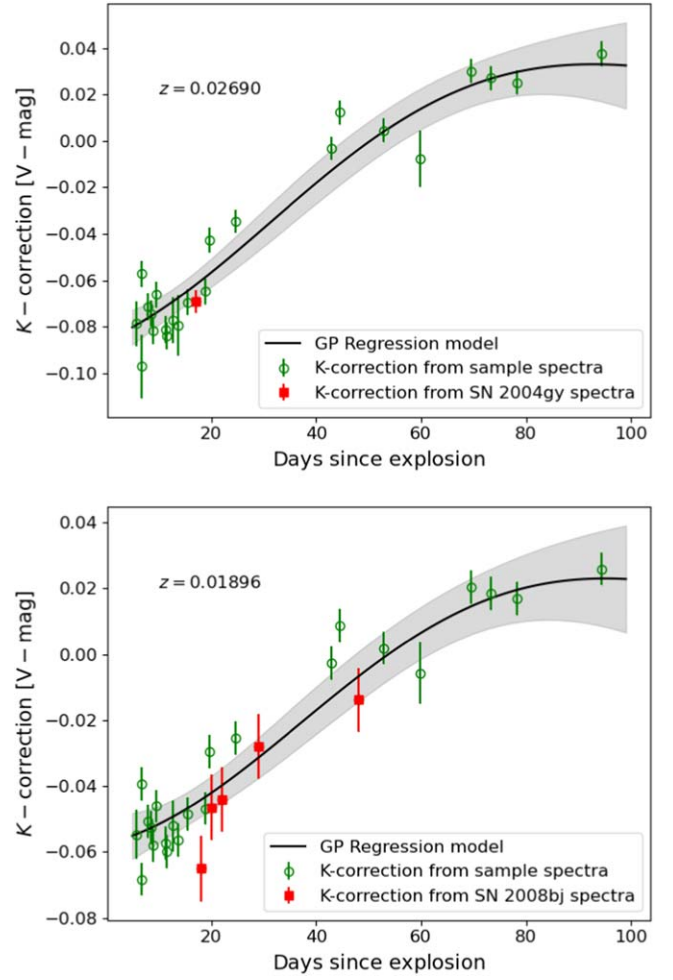 0.04
0.02
0.00
−0.02
−0.04
−0.06
−0.08
−0.10
K − correction [V − mag]
z = 0.02690
GP Regression model
K-correction from sample spectra
K-correction from SN 2004gy spectra
20 40 60 80 100
Days since explosion
0.04
0.02
0.00
−0.02
−0.04
−0.06
−0.08
K − correction [V − mag]
z = 0.01896
GP Regression model
K-correction from sample spectra
K-correction from SN 2008bj spectra
20 40 60 80 100
Days since explosion